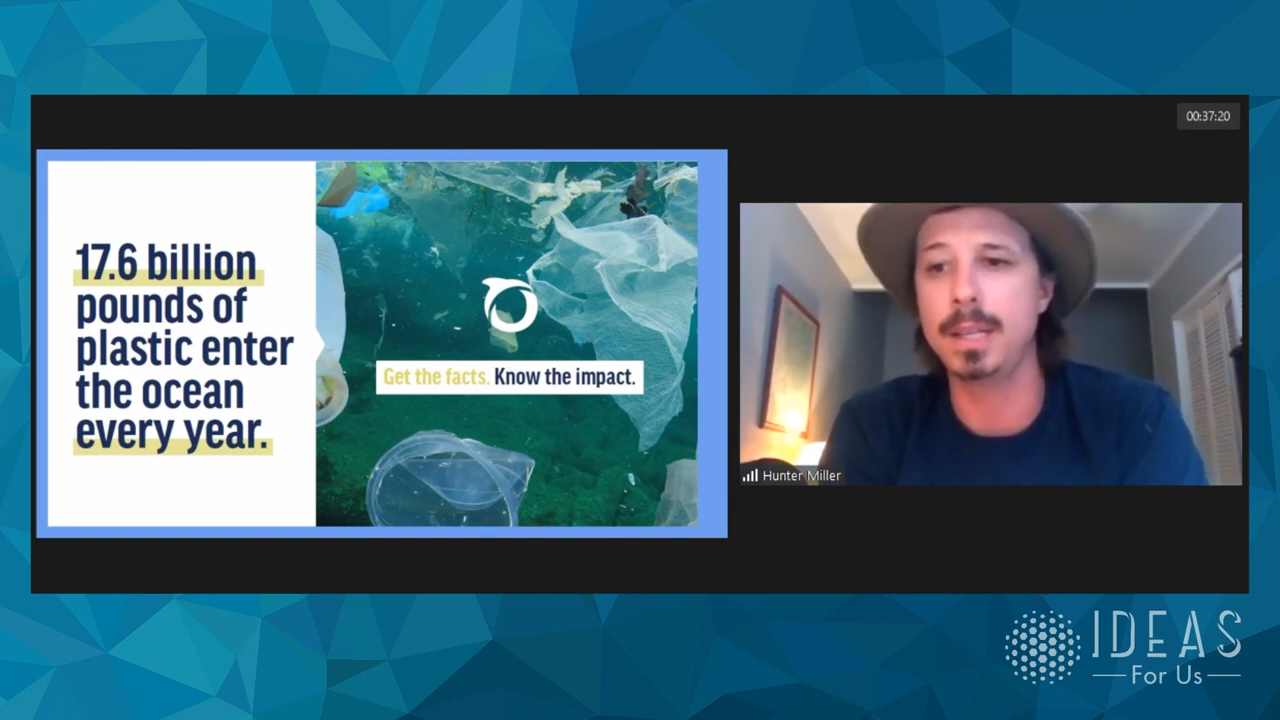 00:37:20
17.6 billion
pounds of
plastic enter
the ocean
every year.
Get the facts. Know the impact.
Hunter Miller
IDEAS
For Us